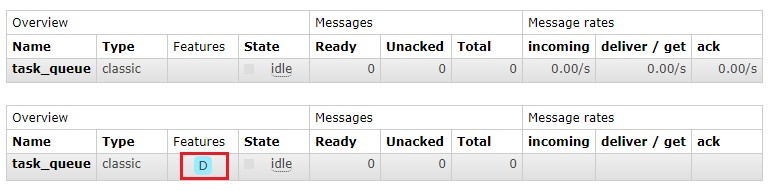 Overview Messages Message rates
Name Type Features State Ready Unacked Total incoming deliver / get ack
task_queue classic idle 0 0 0 0.00/s 0.00/s 0.00/s
Overview Messages Message rates
Name Type Features State Ready Unacked Total incoming deliver / get ack
task_queue classic D idle 0 0 0